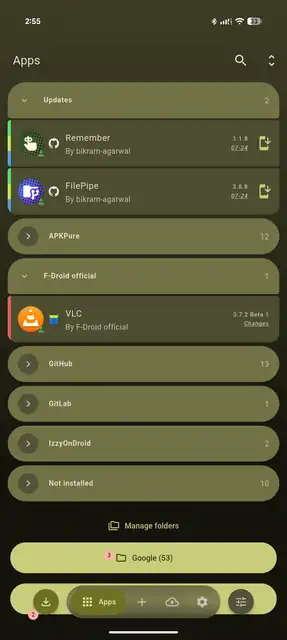 2:55
33
Apps
Updates
2
Remember
By bikram-agarwal
1.1.8
07-24
FilePipe
By bikram-agarwal
3.8.8
07-24
APKPure
12
F-Droid official
1
VLC
By F-Droid official
3.7.2 Beta 1
Changes
GitHub
13
GitLab
1
IzzyOnDroid
2
Not installed
10
Manage folders
3
Google (53)
2
Apps